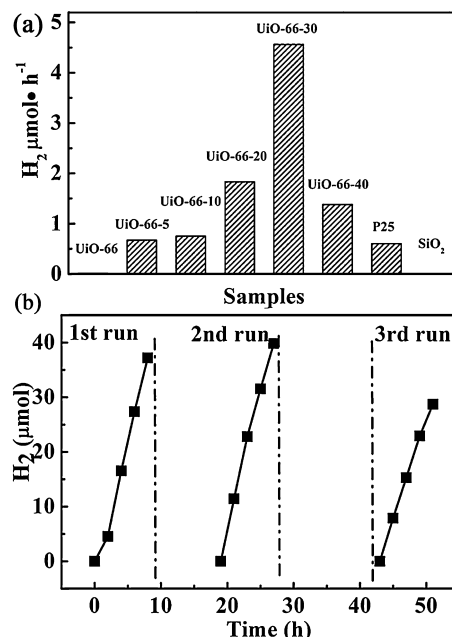 (a)
H2 μmol• h-1
5
4
3
2
1
0
UiO-66
UiO-66-5
UiO-66-10
UiO-66-20
UiO-66-30
UiO-66-40
P25
SiO2
Samples
(b)
1st run
2nd run
3rd run
H2 (μmol)
40
30
20
10
0
0 10 20 30 40 50
Time (h)